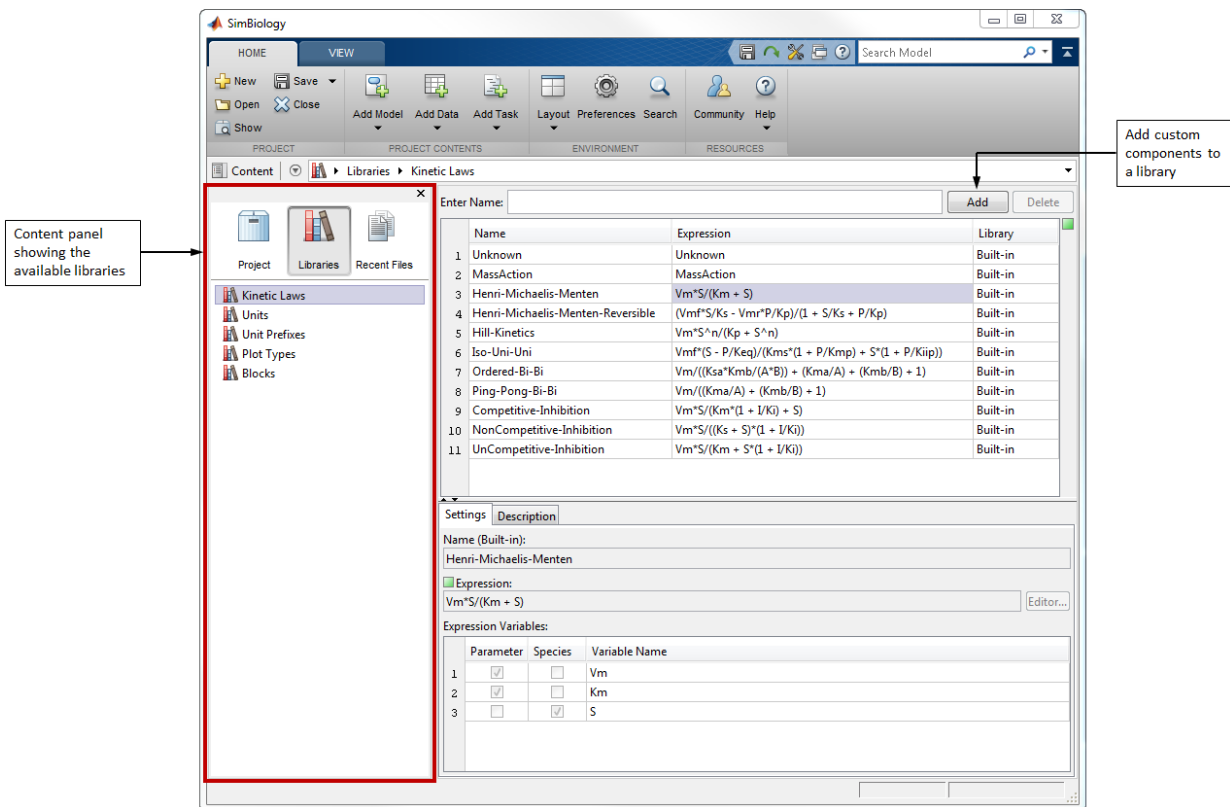 SimBiology
HOME VIEW
Search Model
New Save
Open Close
Show
Add Model Add Data Add Task Layout Preferences Search Community Help
PROJECT PROJECT CONTENTS ENVIRONMENT RESOURCES
Content Libraries Kinetic Laws
Add custom
components to
a library
Content panel
showing the
available libraries
Project Libraries Recent Files
Kinetic Laws
Units
Unit Prefixes
Plot Types
Blocks
Enter Name: Add Delete
Name Expression Library
1 Unknown Unknown Built-in
2 MassAction MassAction Built-in
3 Henri-Michaelis-Menten Vm*S/(Km + S) Built-in
4 Henri-Michaelis-Menten-Reversible (Vmf*S/Ks - Vmr*P/Kp)/(1 + S/Ks + P/Kp) Built-in
5 Hill-Kinetics Vm*S^n/(Kp + S^n) Built-in
6 Iso-Uni-Uni Vmf*(S - P/Keq)/(Kms*(1 + P/Kmp) + S*(1 + P/Kiip)) Built-in
7 Ordered-Bi-Bi Vm/((Ksa*Kmb/(A*B)) + (Kma/A) + (Kmb/B) + 1) Built-in
8 Ping-Pong-Bi-Bi Vm/((Kma/A) + (Kmb/B) + 1) Built-in
9 Competitive-Inhibition Vm*S/(Km*(1 + I/Ki) + S) Built-in
10 NonCompetitive-Inhibition Vm*S/((Ks + S)*(1 + I/Ki)) Built-in
11 UnCompetitive-Inhibition Vm*S/(Km + S*(1 + I/Ki)) Built-in
Settings Description
Name (Built-in):
Henri-Michaelis-Menten
Expression:
Vm*S/(Km + S) Editor...
Expression Variables:
Parameter Species Variable Name
1 Vm
2 Km
3 S